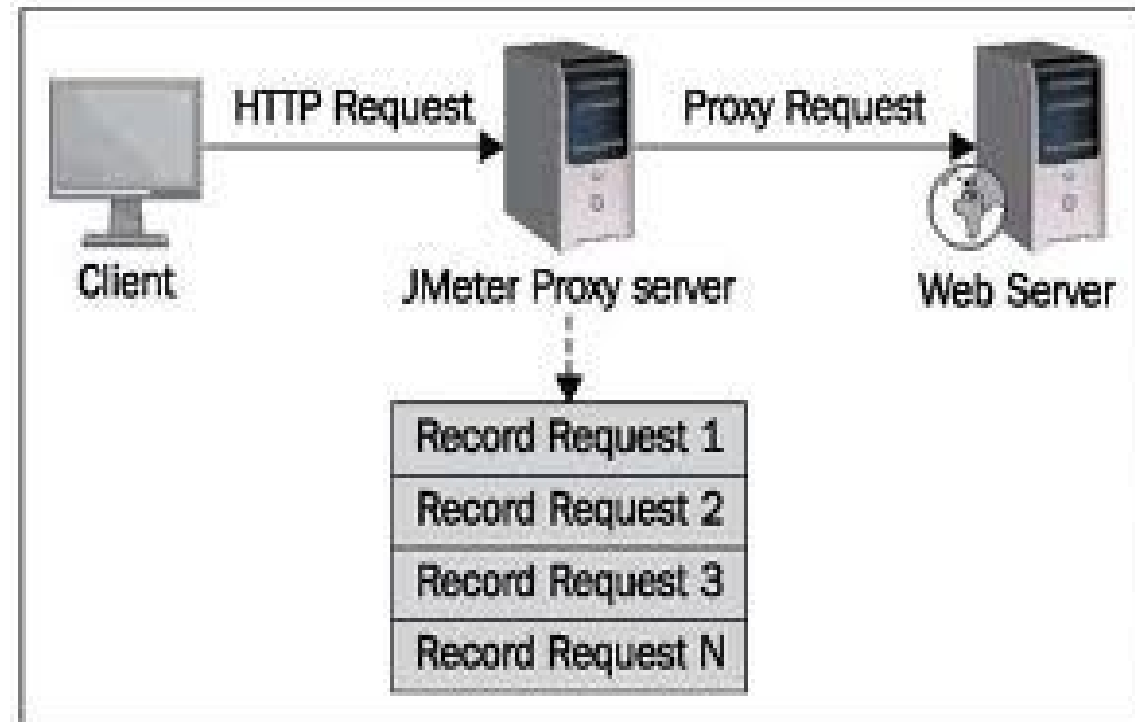 HTTP Request
Proxy Request
Client
JMeter Proxy server
Web Server
Record Request 1
Record Request 2
Record Request 3
Record Request N